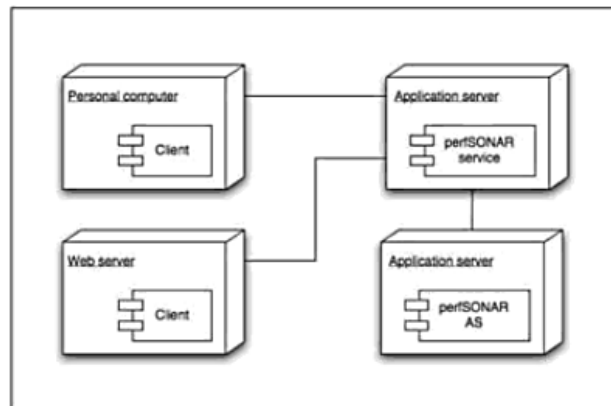 Personal computer
Client
Application server
perfSONAR
service
Web server
Client
Application server
perfSONAR
AS